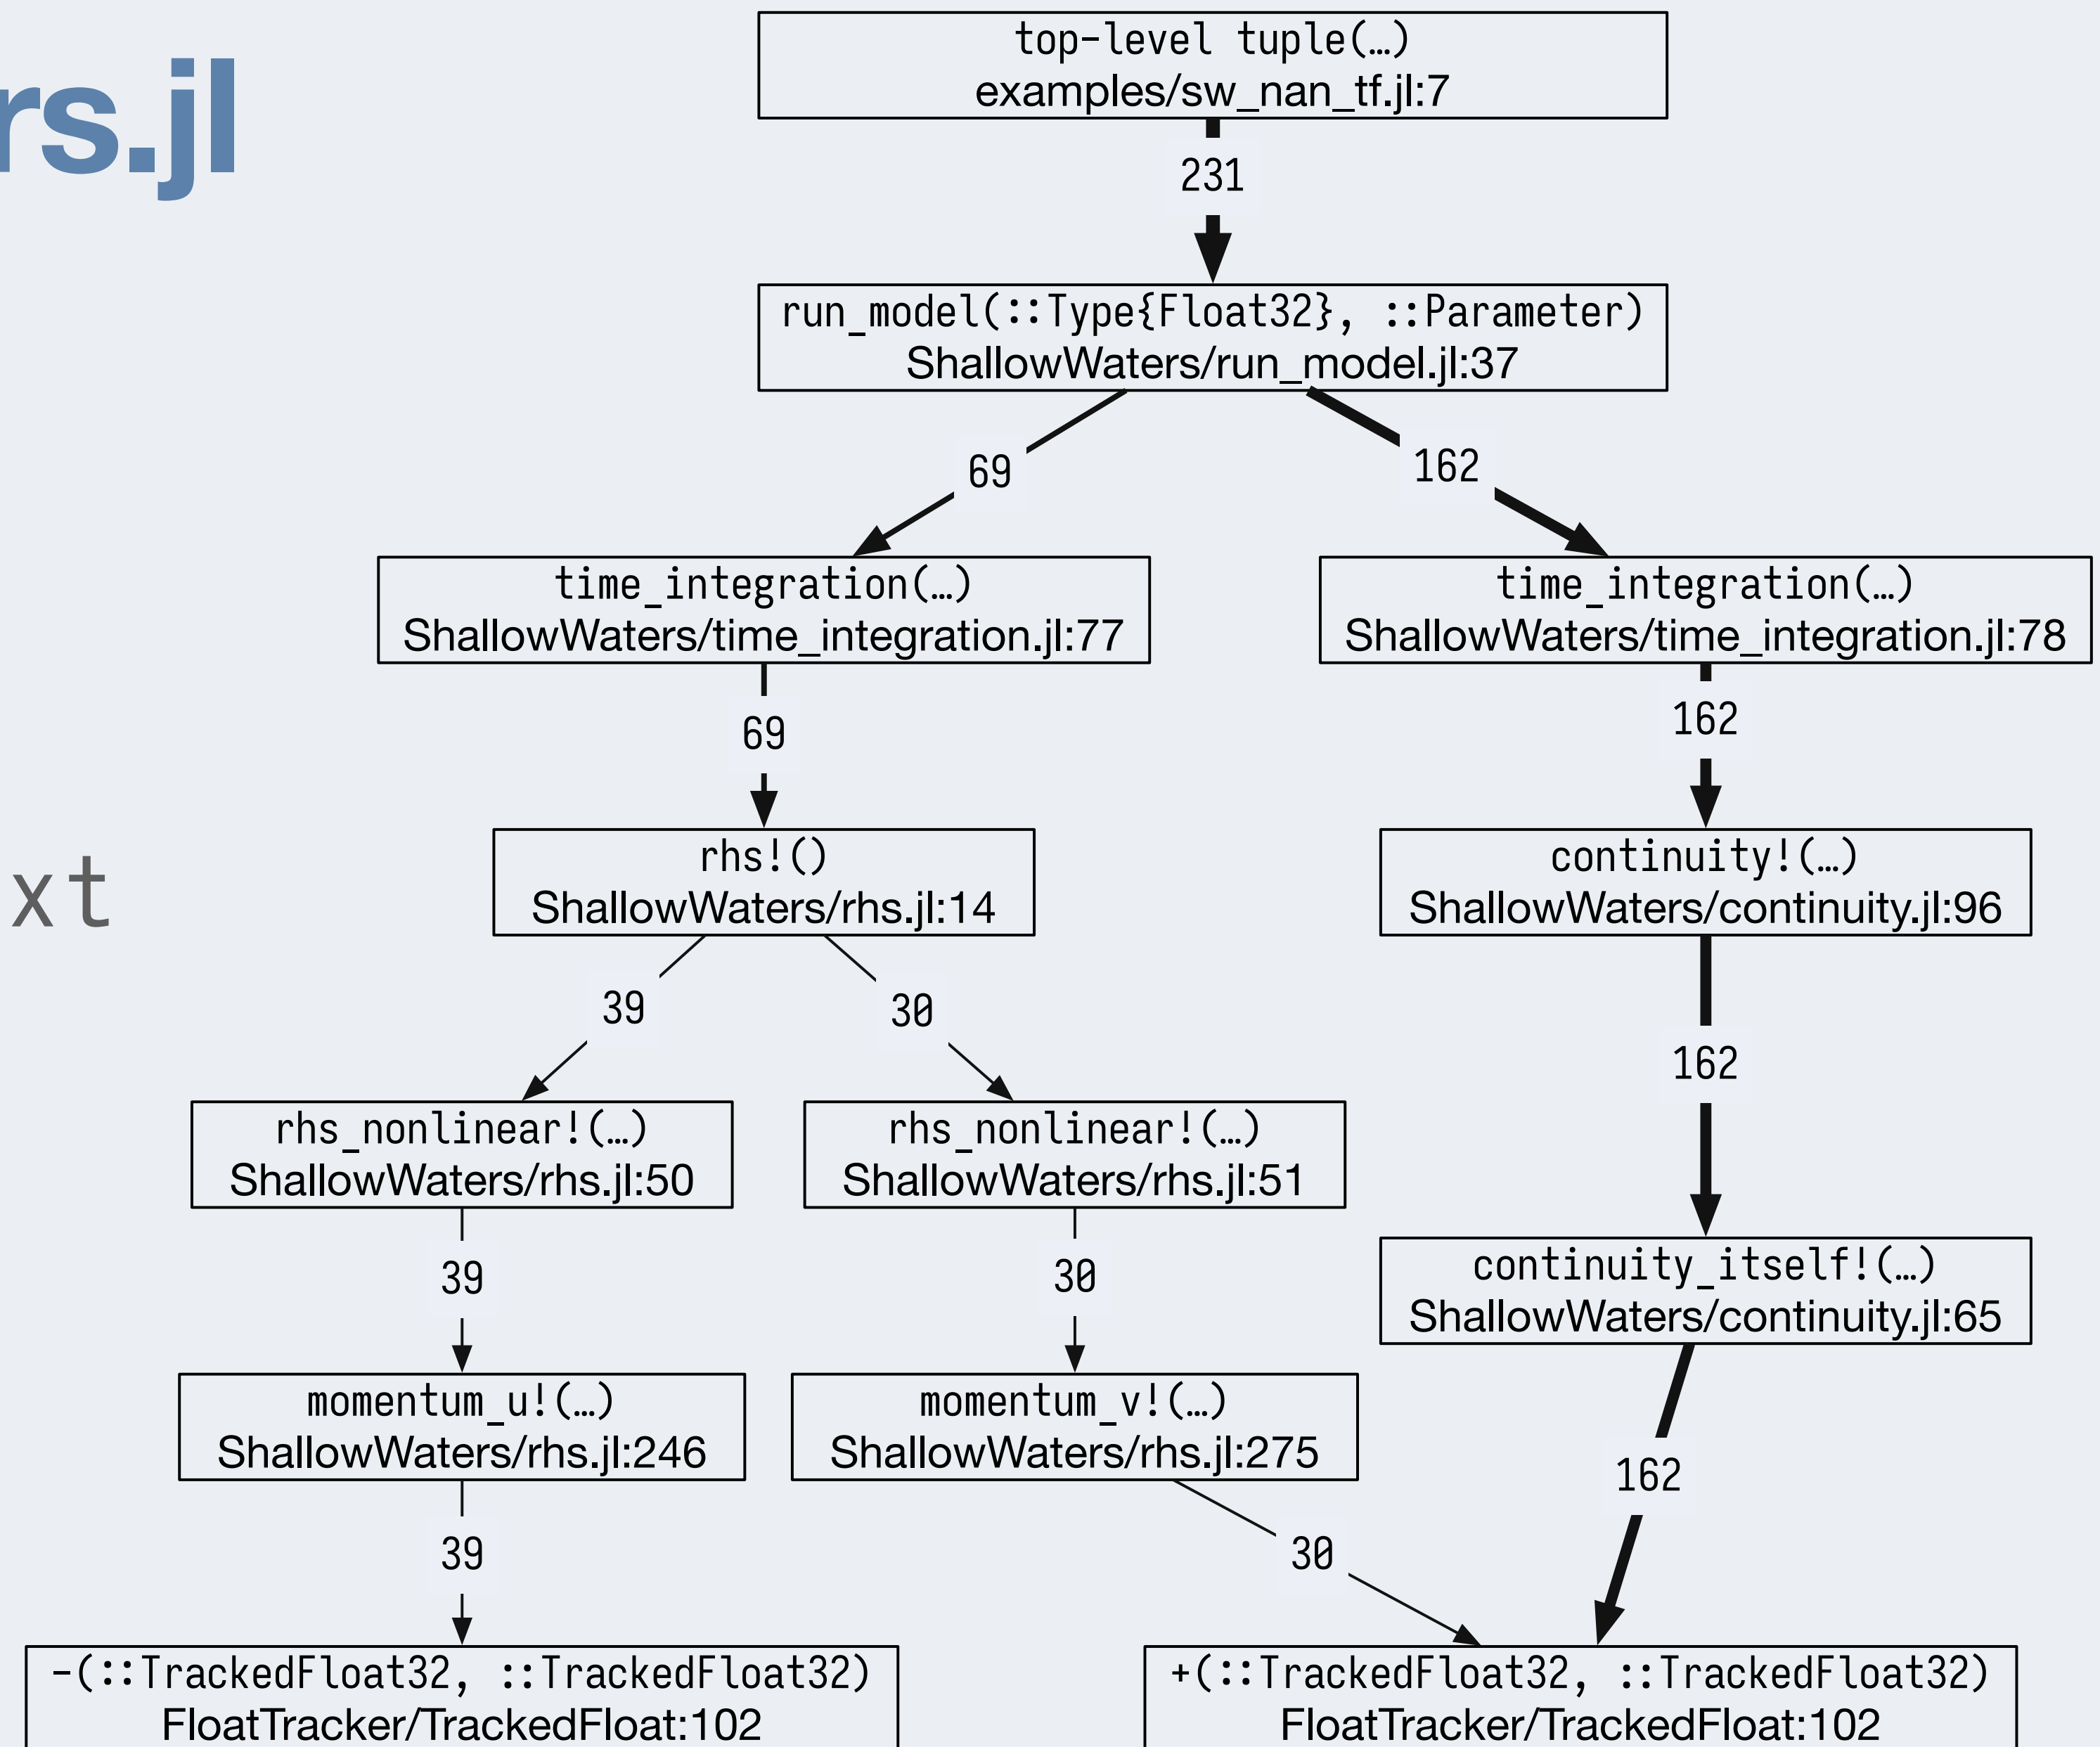 rs.jl
top-level tuple(…)
examples/sw_nan_tf.jl:7
231
run_model(::Type{Float32}, ::Parameter)
ShallowWaters/run_model.jl:37
69
162
time_integration(…)
ShallowWaters/time_integration.jl:77
time_integration(…)
ShallowWaters/time_integration.jl:78
69
162
xt
rhs!()
ShallowWaters/rhs.jl:14
continuity!(…)
ShallowWaters/continuity.jl:96
39
30
162
rhs_nonlinear!(…)
ShallowWaters/rhs.jl:50
rhs_nonlinear!(…)
ShallowWaters/rhs.jl:51
39
30
continuity_itself!(…)
ShallowWaters/continuity.jl:65
momentum_u!(…)
ShallowWaters/rhs.jl:246
momentum_v!(…)
ShallowWaters/rhs.jl:275
162
39
30
-(::TrackedFloat32, ::TrackedFloat32)
FloatTracker/TrackedFloat:102
+(::TrackedFloat32, ::TrackedFloat32)
FloatTracker/TrackedFloat:102